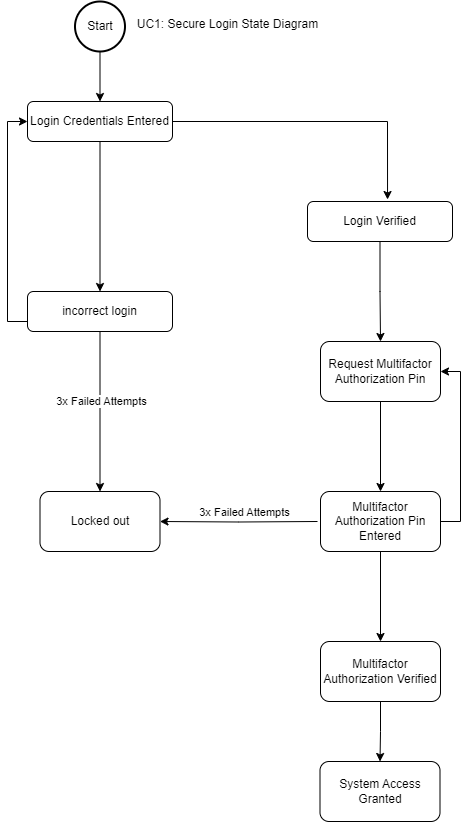 Start
UC1: Secure Login State Diagram
Login Credentials Entered
Login Verified
incorrect login
Request Multifactor
Authorization Pin
3x Failed Attempts
Locked out
3x Failed Attempts
Multifactor
Authorization Pin
Entered
Multifactor
Authorization Verified
System Access
Granted